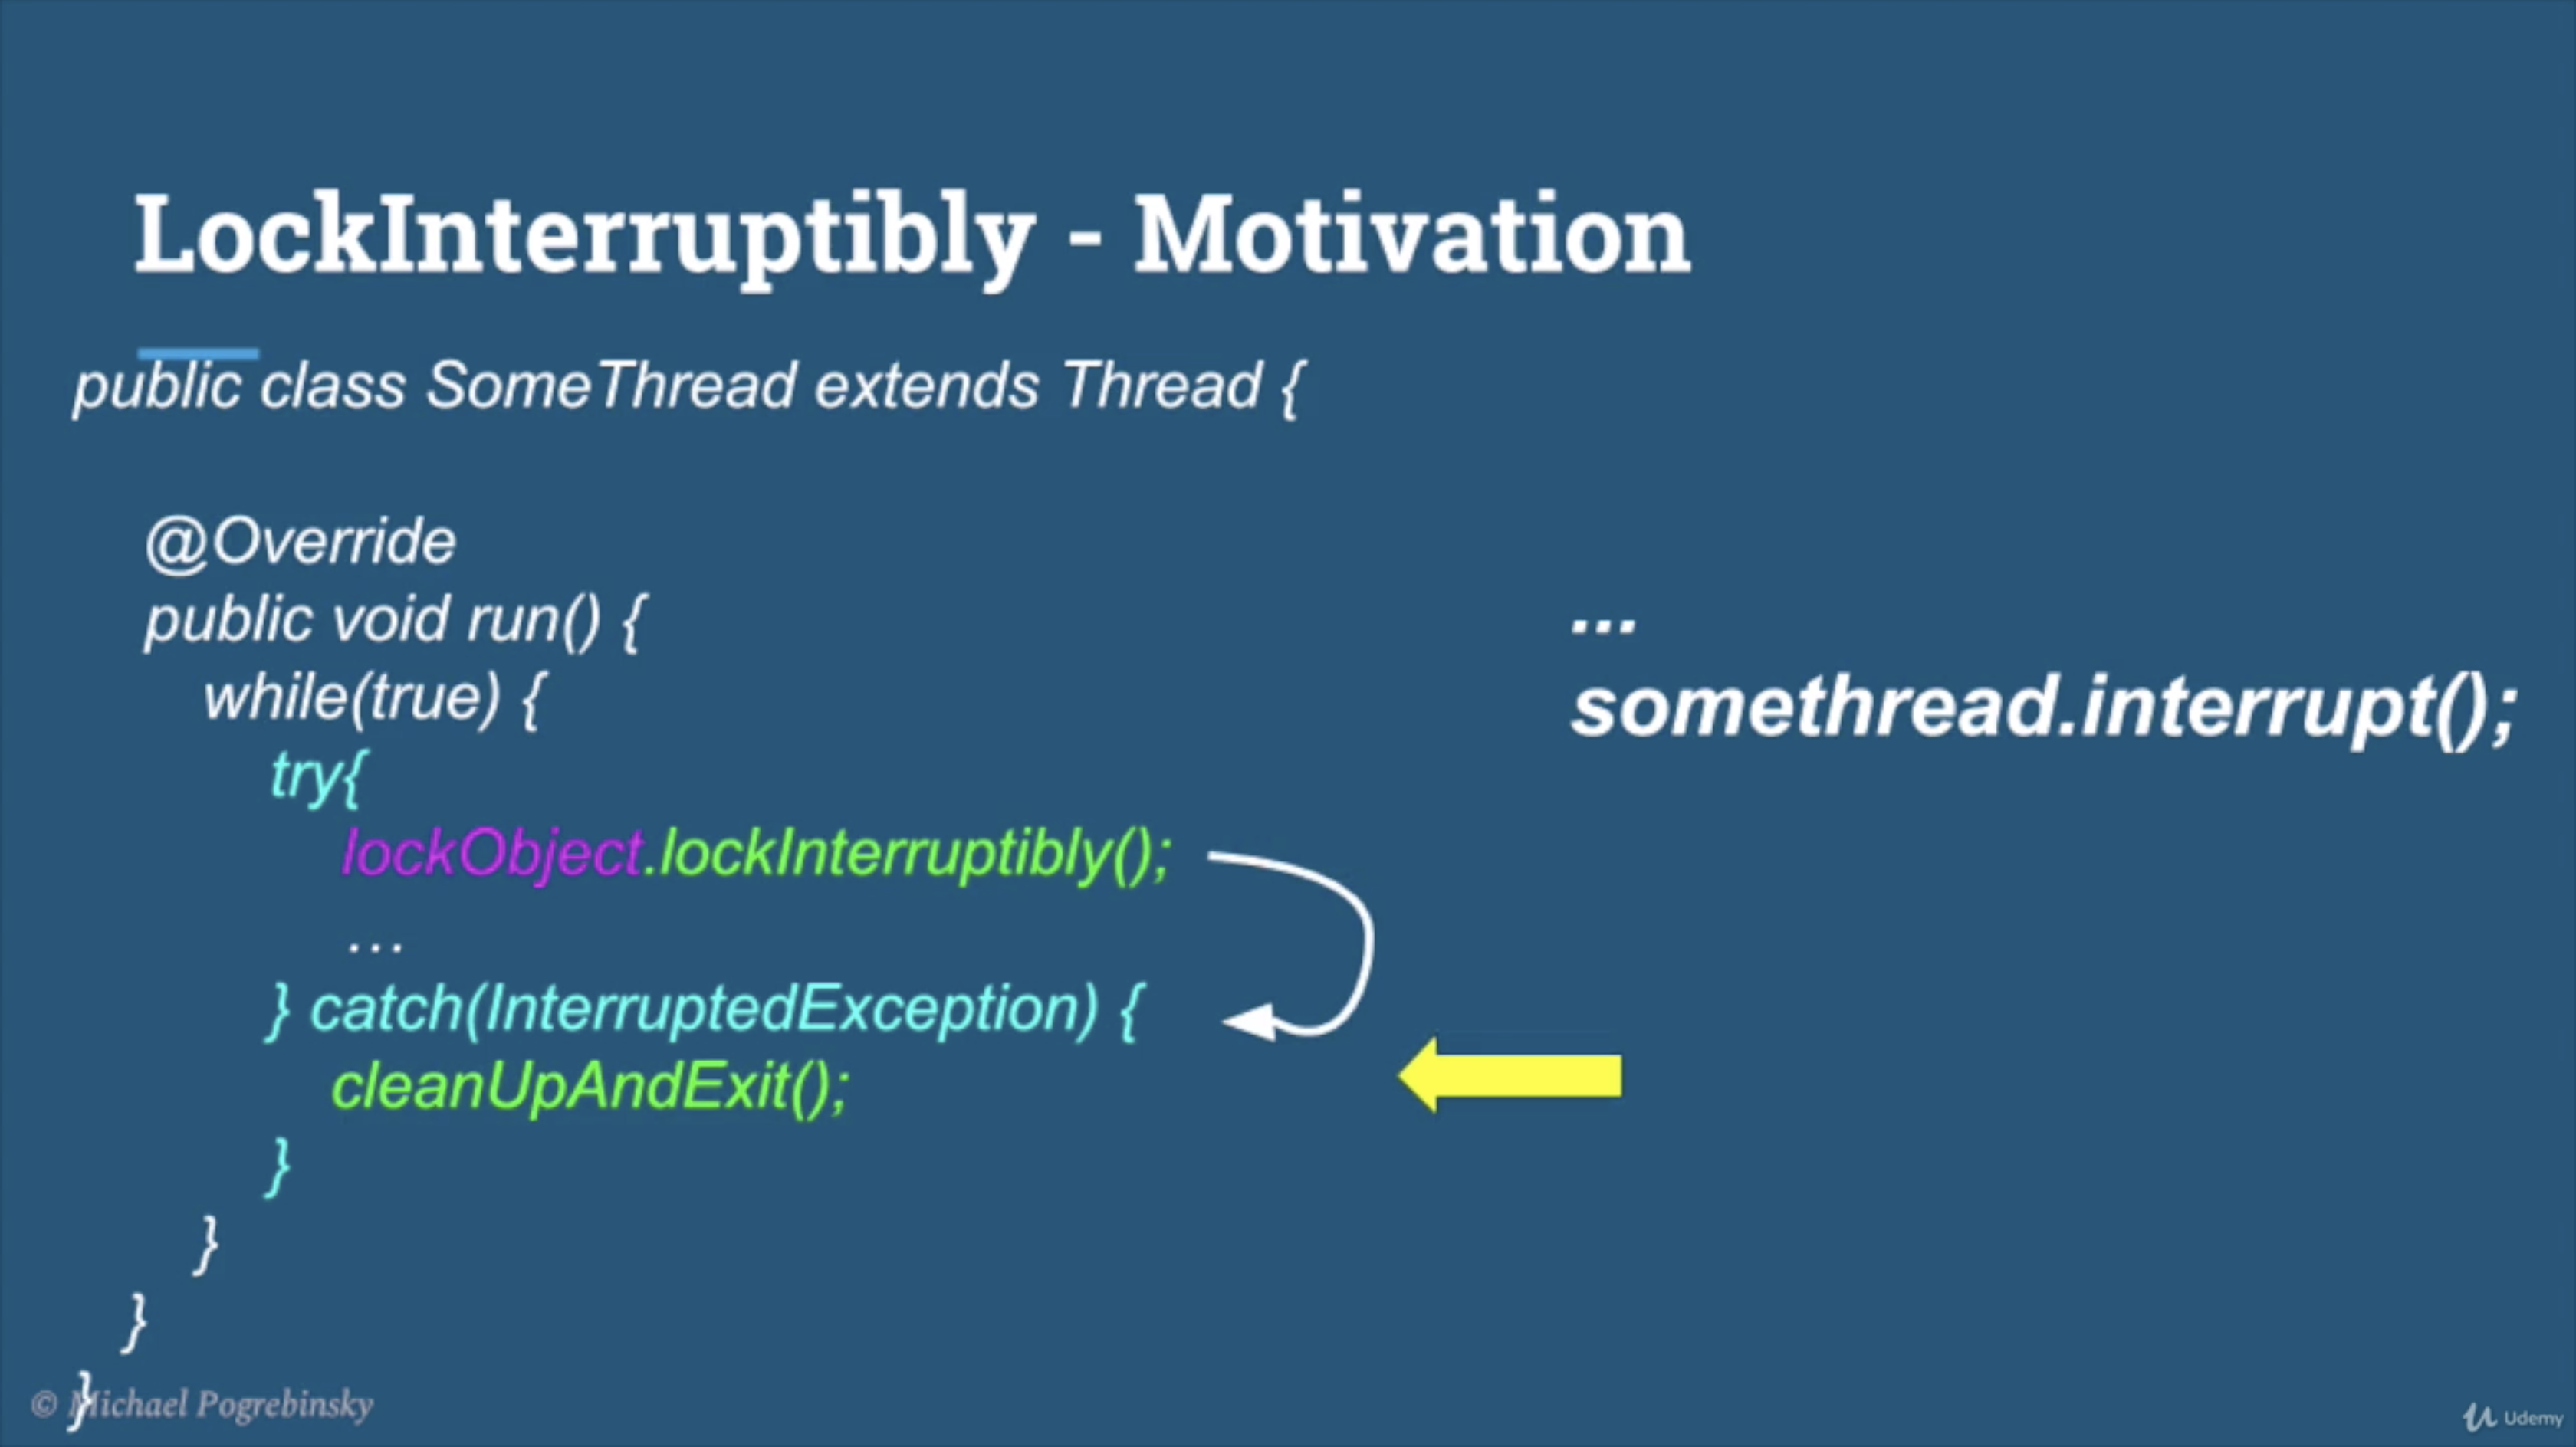 LockInterruptibly - Motivation
public class SomeThread extends Thread {
@Override
public void run() {
while(true) {
try{
lockObject.lockInterruptibly();
...
} catch(InterruptedException) {
cleanUpAndExit();
}
}
}
}
...
somethread.interrupt();
© Michael Pogrebinsky
Udemy